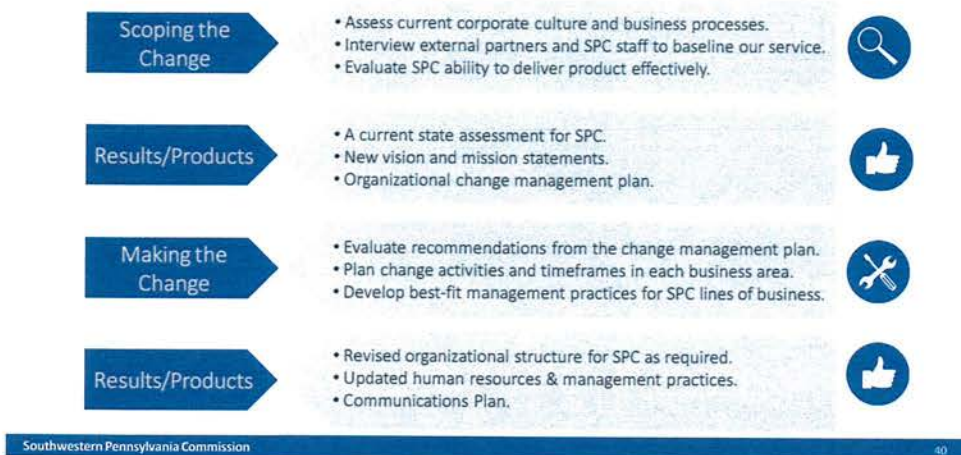 Scoping the
Change
• Assess current corporate culture and business processes.
• Interview external partners and SPC staff to baseline our service.
• Evaluate SPC ability to deliver product effectively.
Results/Products
• A current state assessment for SPC.
• New vision and mission statements.
• Organizational change management plan.
Making the
Change
• Evaluate recommendations from the change management plan.
• Plan change activities and timeframes in each business area.
• Develop best-fit management practices for SPC lines of business.
Results/Products
• Revised organizational structure for SPC as required.
• Updated human resources & management practices.
• Communications Plan.
Southwestern Pennsylvania Commission
40